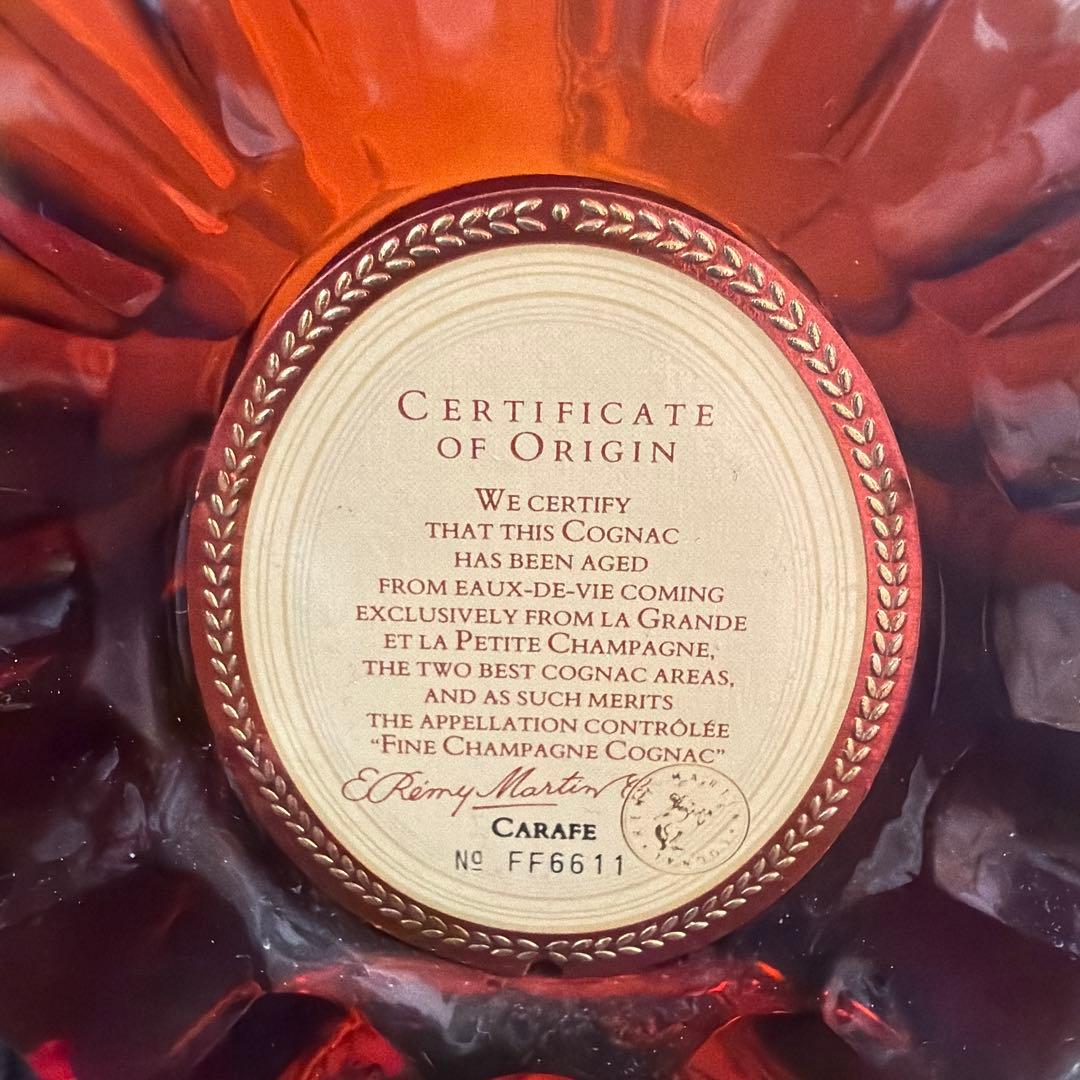 CERTIFICATE
OF ORIGIN
WE CERTIFY
THAT THIS COGNAC
HAS BEEN AGED
FROM EAUX-DE-VIE COMING
EXCLUSIVELY FROM LA GRANDE
ET LA PETITE CHAMPAGNE,
THE TWO BEST COGNAC AREAS,
AND AS SUCH MERITS
THE APPELLATION CONTRÔLÉE
“FINE CHAMPAGNE COGNAC”
E. Rémy Martin
CARAFE
Nº FF6611